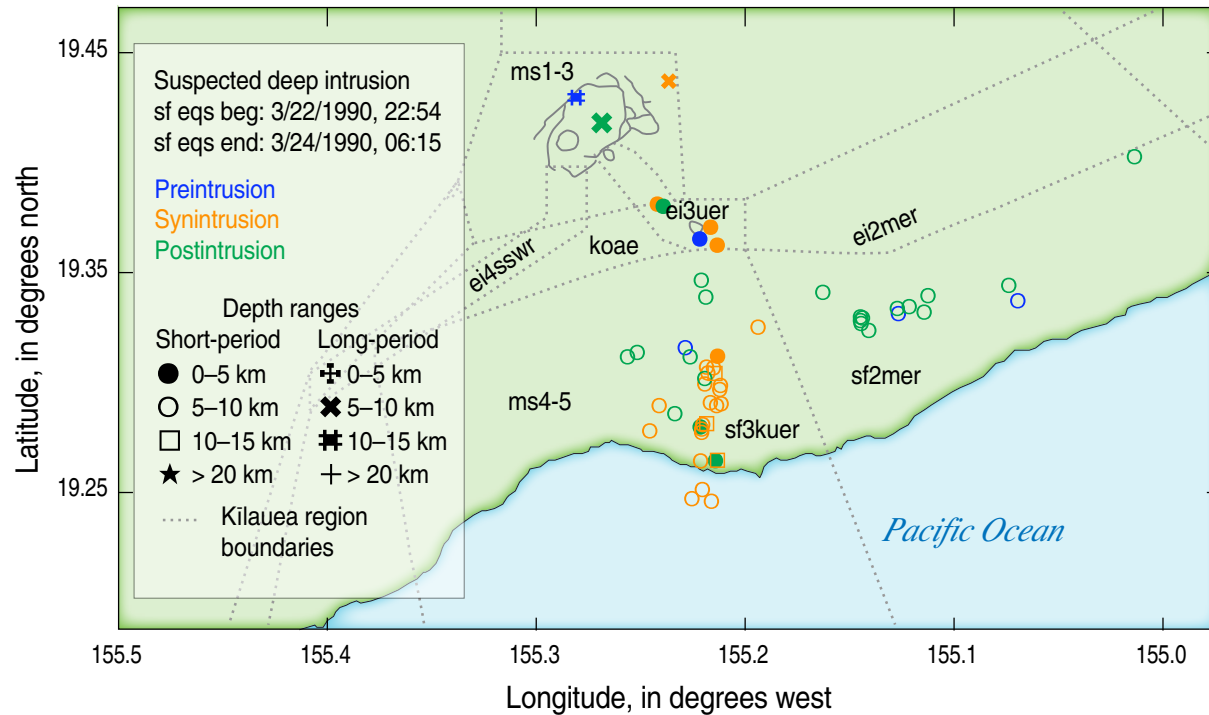 Latitude, in degrees north
19.45
19.35
19.25
Suspected deep intrusion
sf eqs beg: 3/22/1990, 22:54
sf eqs end: 3/24/1990, 06:15
Preintrusion
Synintrusion
Postintrusion
Depth ranges
Short-period Long-period
0–5 km 0–5 km
5–10 km 5–10 km
10–15 km 10–15 km
> 20 km > 20 km
Kīlauea region
boundaries
ms1-3
ei3uer
koae
ei4sswr
ei2mer
ms4-5
sf2mer
sf3kuer
Pacific Ocean
155.5 155.4 155.3 155.2 155.1 155.0
Longitude, in degrees west